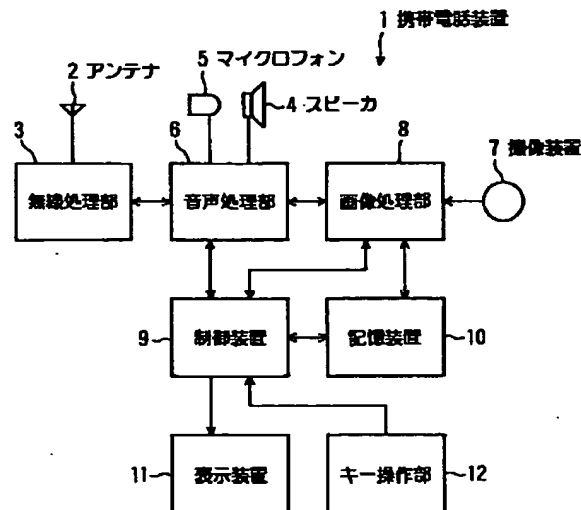 1 携帯電話装置
5 マイクロフォン
2 アンテナ
4 スピーカ
3
6
8
7 撮像装置
無線処理部
音声処理部
画像処理部
9
制御装置
記憶装置
10
11
表示装置
キー操作部
12